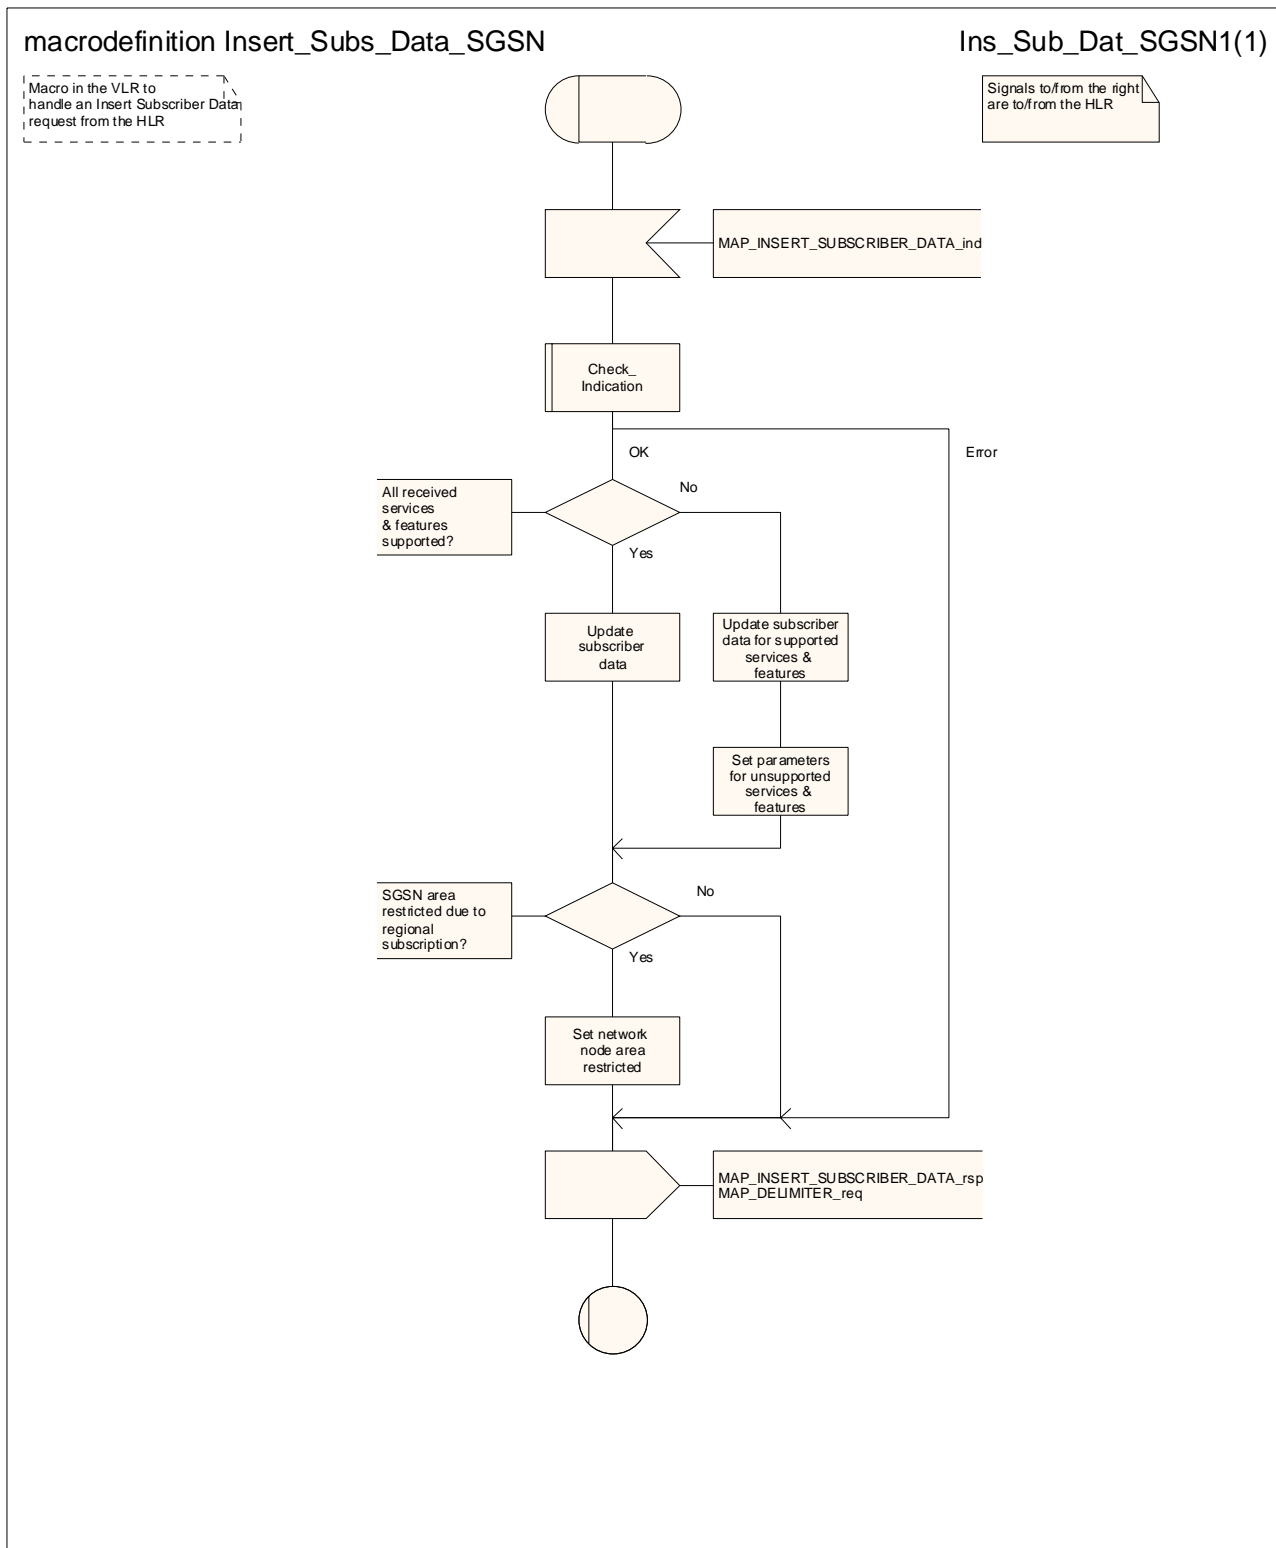 macrodefinition Insert_Subs_Data_SGSN
Ins_Sub_Dat_SGSN1(1)
Macro in the VLR to
handle an Insert Subscriber Data
request from the HLR
Signals to/from the right
are to/from the HLR
MAP_INSERT_SUBSCRIBER_DATA_ind
Check_
Indication
OK
Error
All received
services
& features
supported?
No
Yes
Update
subscriber
data
Update subscriber
data for supported
services &
features
Set parameters
for unsupported
services &
features
SGSN area
restricted due to
regional
subscription?
No
Yes
Set network
node area
restricted
MAP_INSERT_SUBSCRIBER_DATA_rsp
MAP_DELIMITER_req